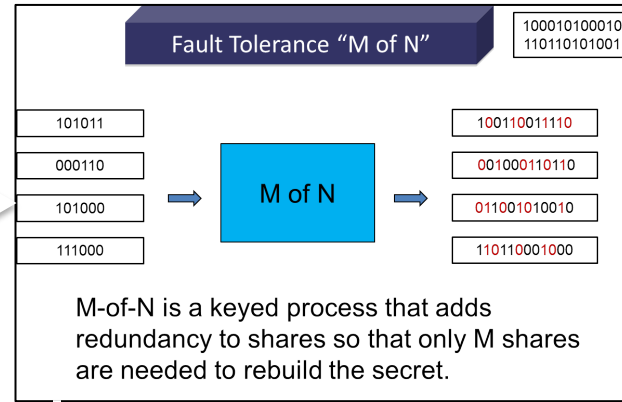 Fault Tolerance “M of N”
100010100010
110110101001
101011
000110
101000
111000
M of N
100110011110
001000110110
011001010010
110110001000
M-of-N is a keyed process that adds
redundancy to shares so that only M shares
are needed to rebuild the secret.